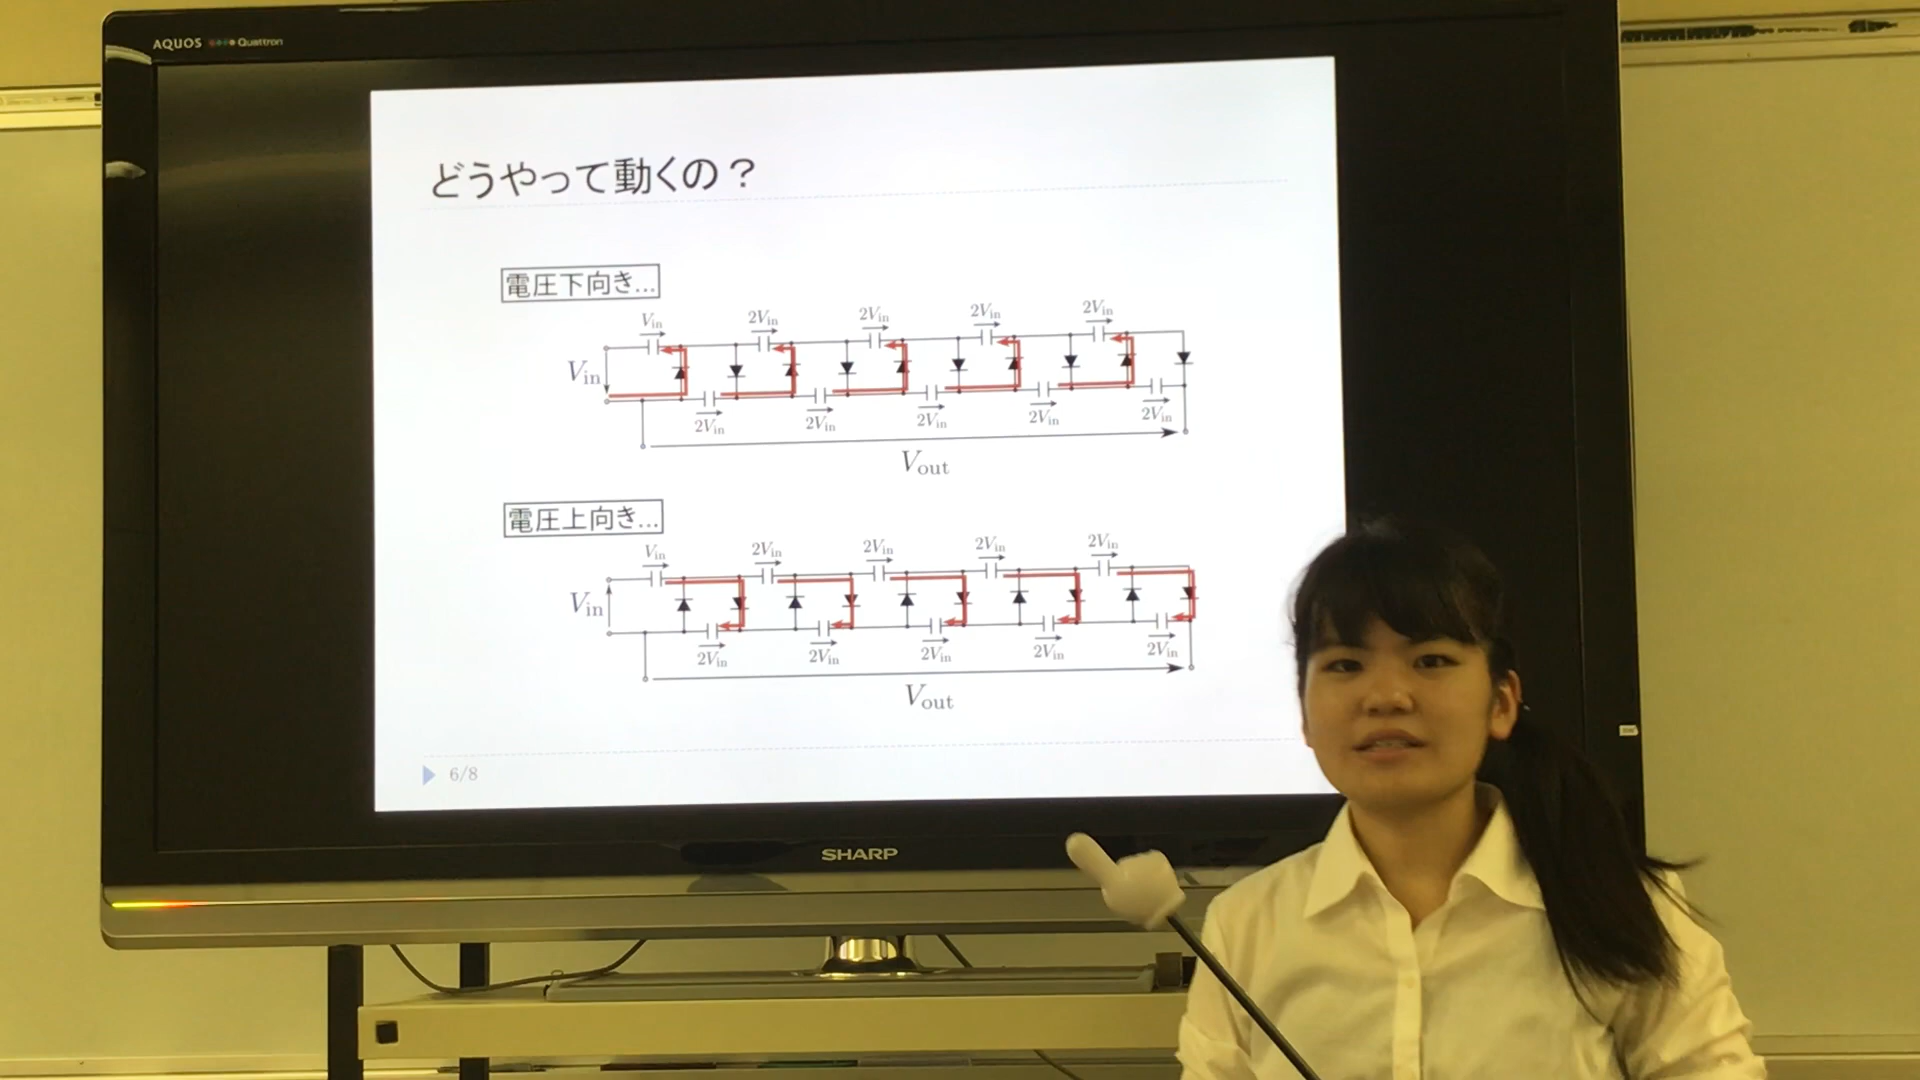 AQUOS Quattron
どうやって動くの？
電圧下向き…
Vin 2Vin 2Vin 2Vin 2Vin
Vin
2Vin 2Vin 2Vin 2Vin 2Vin
Vout
電圧上向き…
Vin 2Vin 2Vin 2Vin 2Vin
Vin
2Vin 2Vin 2Vin 2Vin 2Vin
Vout
6/8
SHARP